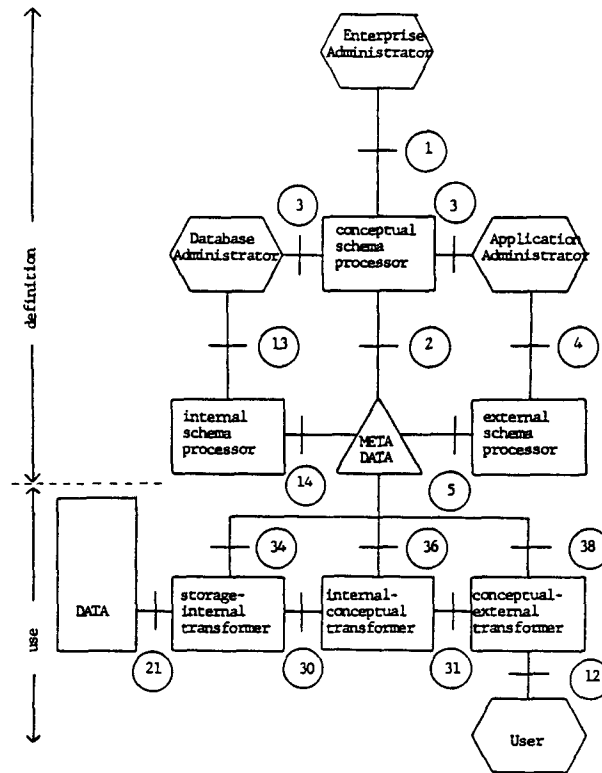 Enterprise
Administrator
1
3
3
Database
Administrator
conceptual
schema
processor
Application
Administrator
definition
13
2
4
internal
schema
processor
META
DATA
external
schema
processor
14
5
34
36
38
DATA
storage-
internal
transformer
internal-
conceptual
transformer
conceptual-
external
transformer
use
21
30
31
12
User